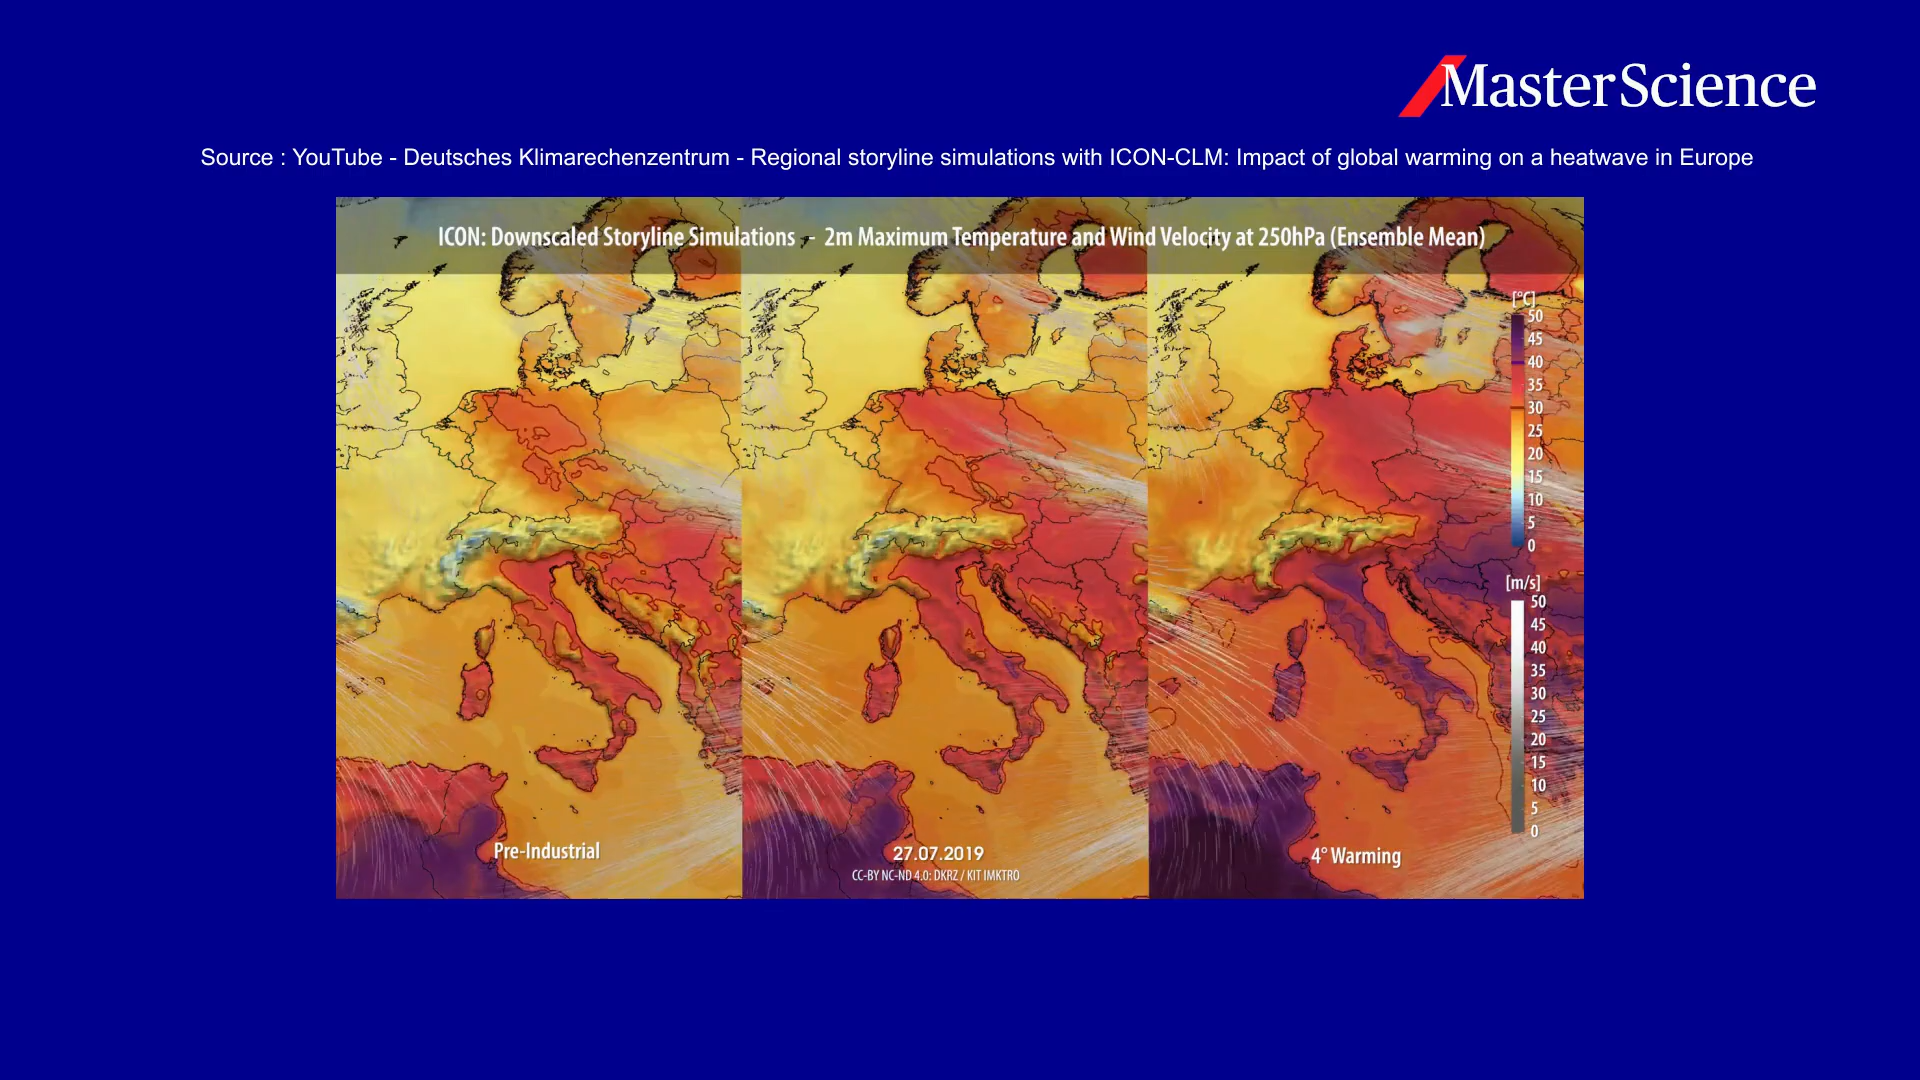 MasterScience
Source : YouTube - Deutsches Klimarechenzentrum - Regional storyline simulations with ICON-CLM: Impact of global warming on a heatwave in Europe
ICON: Downscaled Storyline Simulations - 2m Maximum Temperature and Wind Velocity at 250hPa (Ensemble Mean)
[°C]
50
45
40
35
30
25
20
15
10
5
0
[m/s]
50
45
40
35
30
25
20
15
10
5
0
Pre-Industrial
27.07.2019
4° Warming
CC-BY NC-ND 4.0: DKRZ / KIT IMKTRO